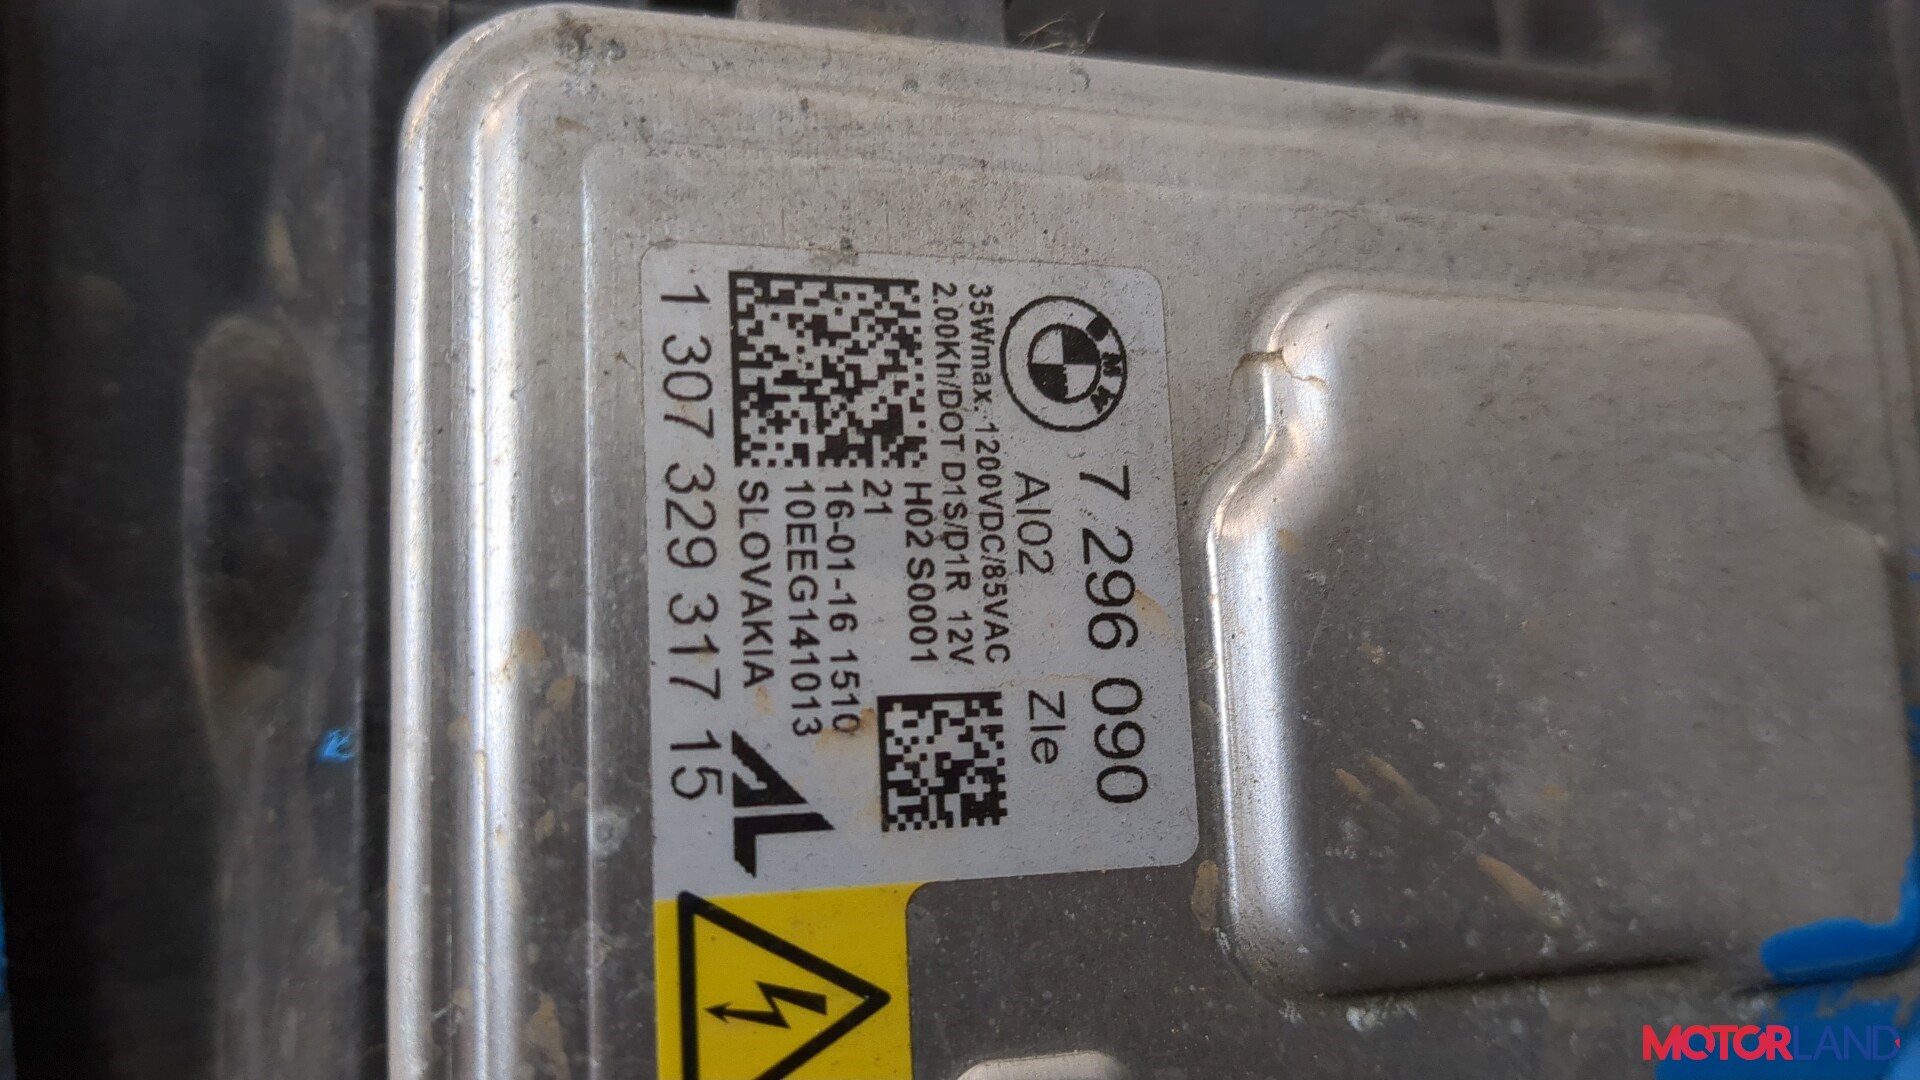 BMW
7 296 090
AI02 ZIe
35Wmax. 1200VDC/85VAC
2.00Kh/DOT D1S/D1R 12V
H02 S0001
21
16-01-16 1510
10EEG141013
SLOVAKIA
AL
1 307 329 317 15
MOTORLAND